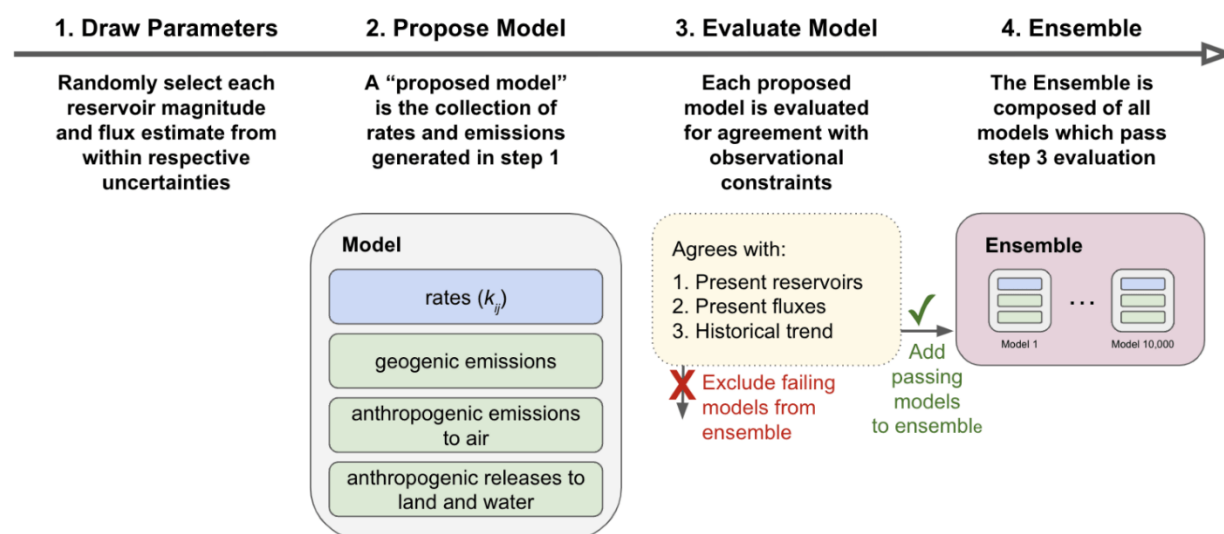 1. Draw Parameters
2. Propose Model
3. Evaluate Model
4. Ensemble
Randomly select each
reservoir magnitude
and flux estimate from
within respective
uncertainties
A “proposed model”
is the collection of
rates and emissions
generated in step 1
Each proposed
model is evaluated
for agreement with
observational
constraints
The Ensemble is
composed of all
models which pass
step 3 evaluation
Model
rates (kij)
geogenic emissions
anthropogenic emissions
to air
anthropogenic releases to
land and water
Agrees with:
1. Present reservoirs
2. Present fluxes
3. Historical trend
X Exclude failing
models from
ensemble
✓
Add
passing
models
to ensemble
Ensemble
...
Model 1
Model 10,000